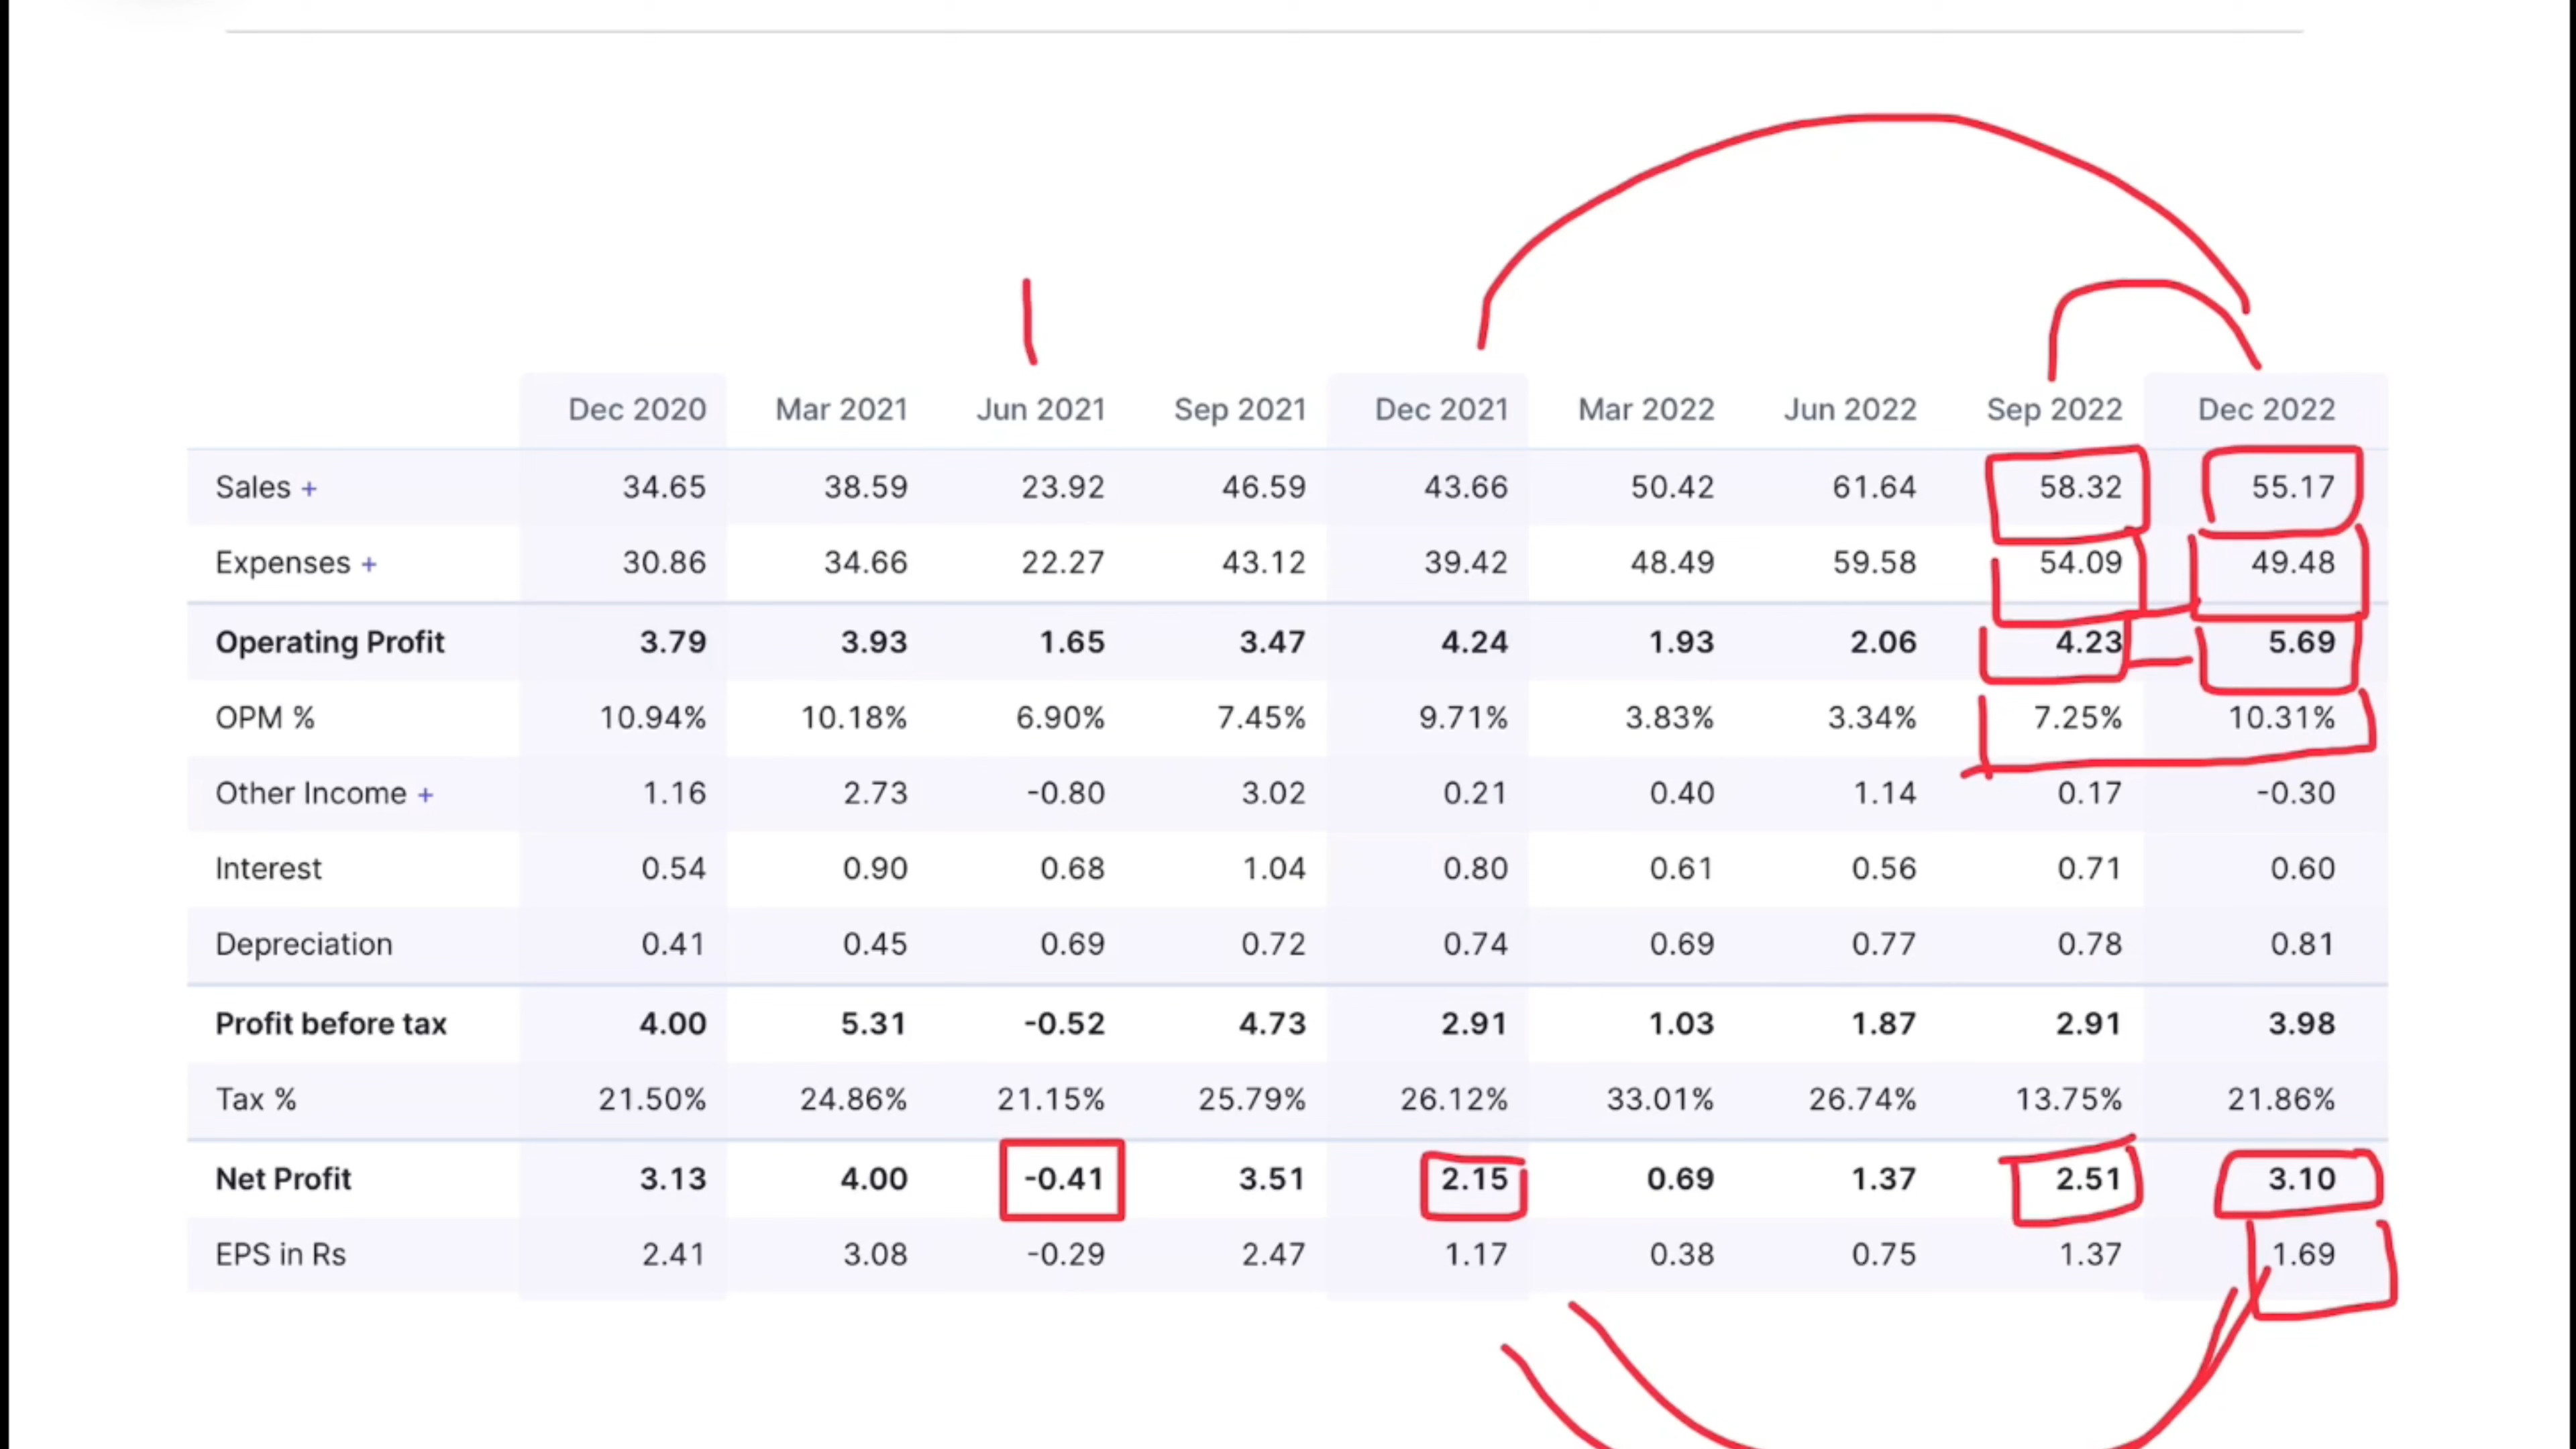 Dec 2020 Mar 2021 Jun 2021 Sep 2021 Dec 2021 Mar 2022 Jun 2022 Sep 2022 Dec 2022
Sales + 34.65 38.59 23.92 46.59 43.66 50.42 61.64 58.32 55.17
Expenses + 30.86 34.66 22.27 43.12 39.42 48.49 59.58 54.09 49.48
Operating Profit 3.79 3.93 1.65 3.47 4.24 1.93 2.06 4.23 5.69
OPM % 10.94% 10.18% 6.90% 7.45% 9.71% 3.83% 3.34% 7.25% 10.31%
Other Income + 1.16 2.73 -0.80 3.02 0.21 0.40 1.14 0.17 -0.30
Interest 0.54 0.90 0.68 1.04 0.80 0.61 0.56 0.71 0.60
Depreciation 0.41 0.45 0.69 0.72 0.74 0.69 0.77 0.78 0.81
Profit before tax 4.00 5.31 -0.52 4.73 2.91 1.03 1.87 2.91 3.98
Tax % 21.50% 24.86% 21.15% 25.79% 26.12% 33.01% 26.74% 13.75% 21.86%
Net Profit 3.13 4.00 -0.41 3.51 2.15 0.69 1.37 2.51 3.10
EPS in Rs 2.41 3.08 -0.29 2.47 1.17 0.38 0.75 1.37 1.69